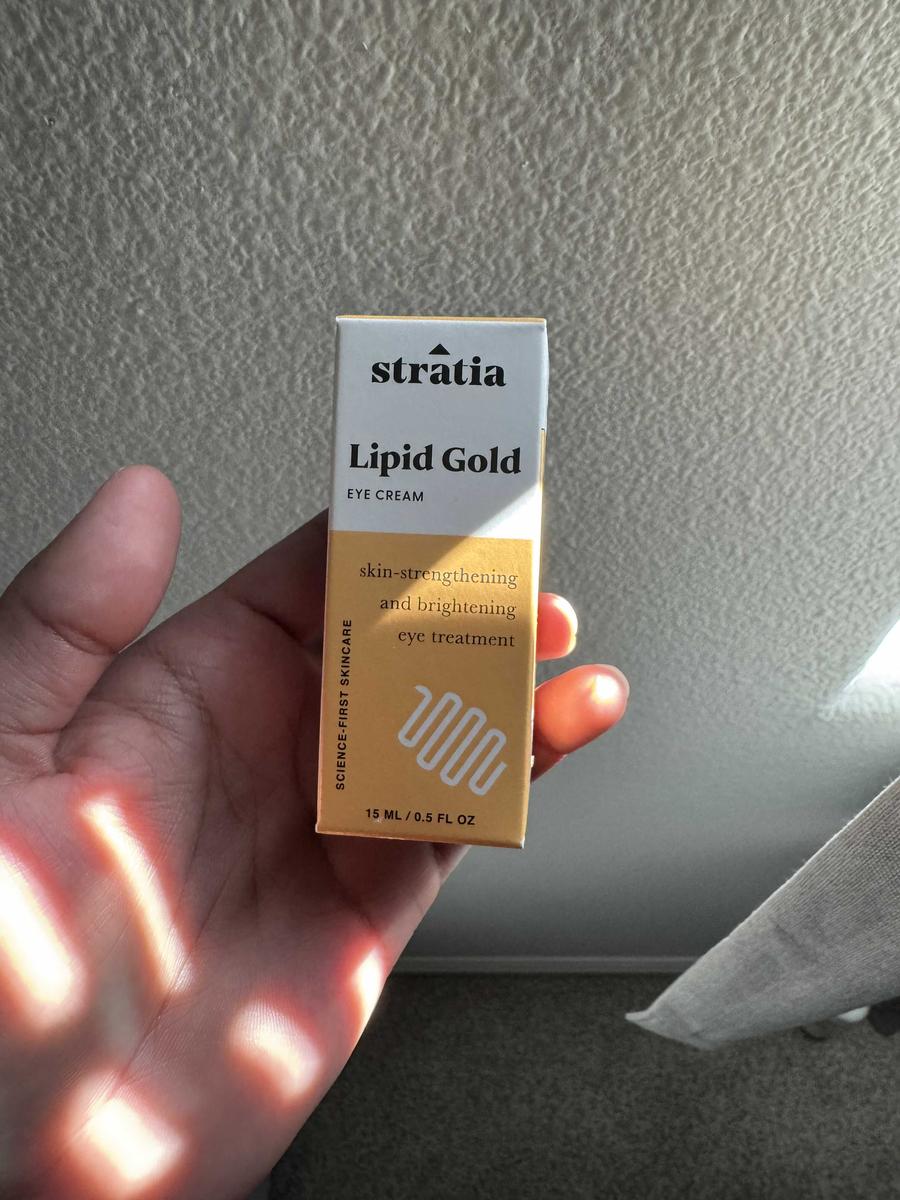 stratia
Lipid Gold
EYE CREAM
skin-strengthening
and brightening
eye treatment
SCIENCE-FIRST SKINCARE
15 ML / 0.5 FL OZ